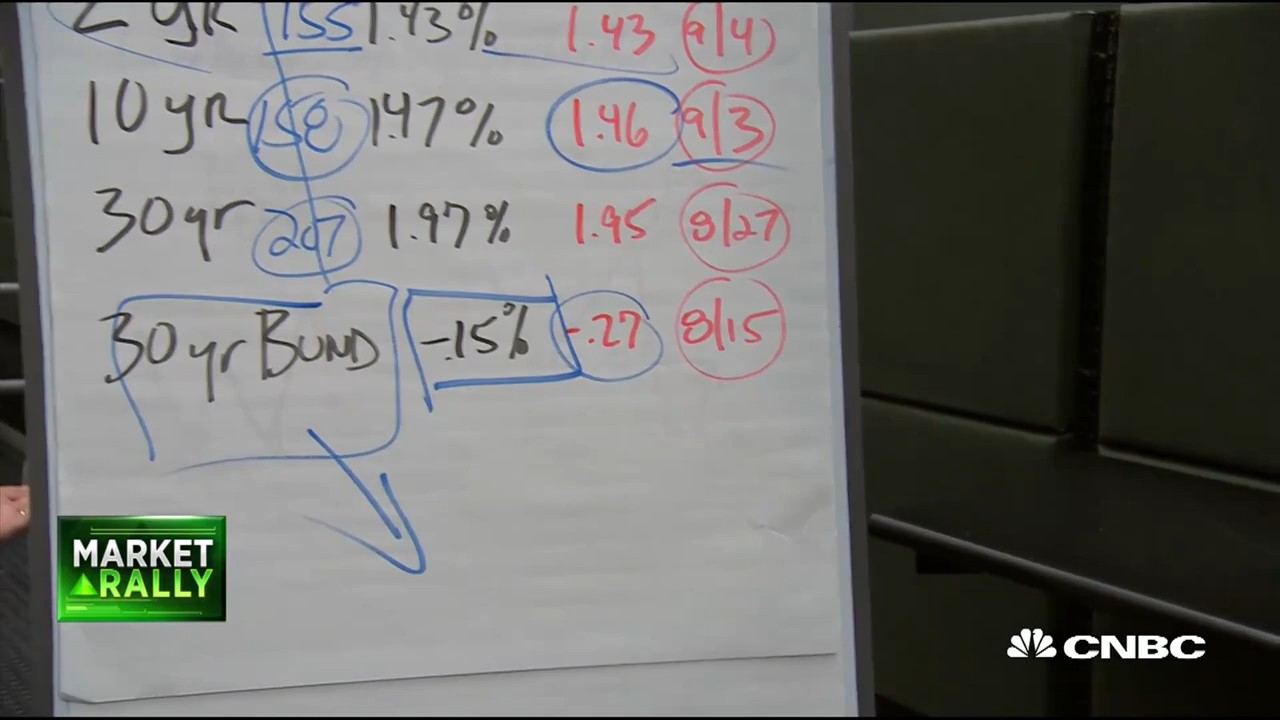 2 yR 155 1.43% 1.43 9/4
10 yR 158 1.47% 1.46 9/3
30 yr 207 1.97% 1.95 8/27
30 yr BUND -.15% -.27 8/15
MARKET
RALLY
CNBC